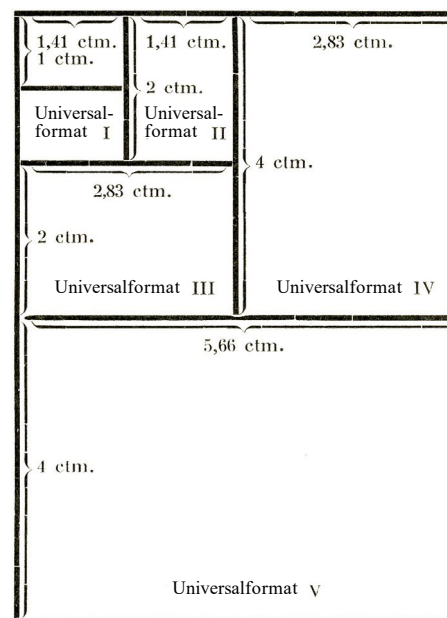 1,41 ctm.
1 ctm.
Universal-
format I
1,41 ctm.
2 ctm.
Universal-
format II
2,83 ctm.
4 ctm.
2,83 ctm.
2 ctm.
Universalformat III
Universalformat IV
5,66 ctm.
4 ctm.
Universalformat V